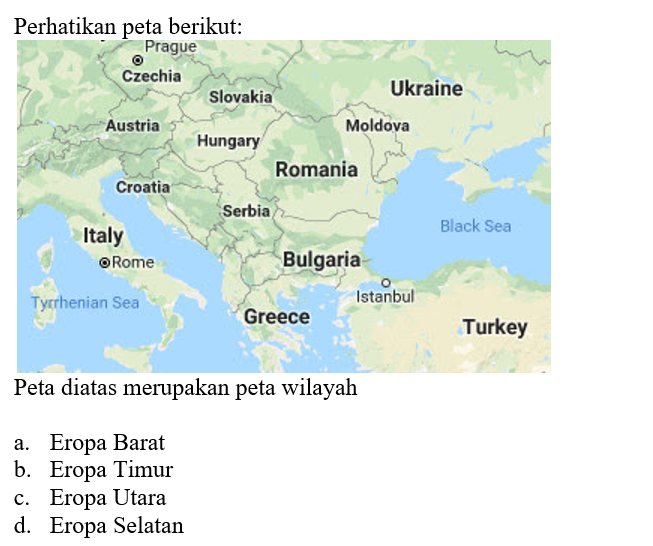 Perhatikan peta berikut:
Prague
Czechia
Slovakia
Ukraine
Austria
Hungary
Moldova
Romania
Croatia
Serbia
Italy
Black Sea
Rome
Bulgaria
Tyrrhenian Sea
Istanbul
Greece
Turkey
Peta diatas merupakan peta wilayah
a. Eropa Barat
b. Eropa Timur
c. Eropa Utara
d. Eropa Selatan